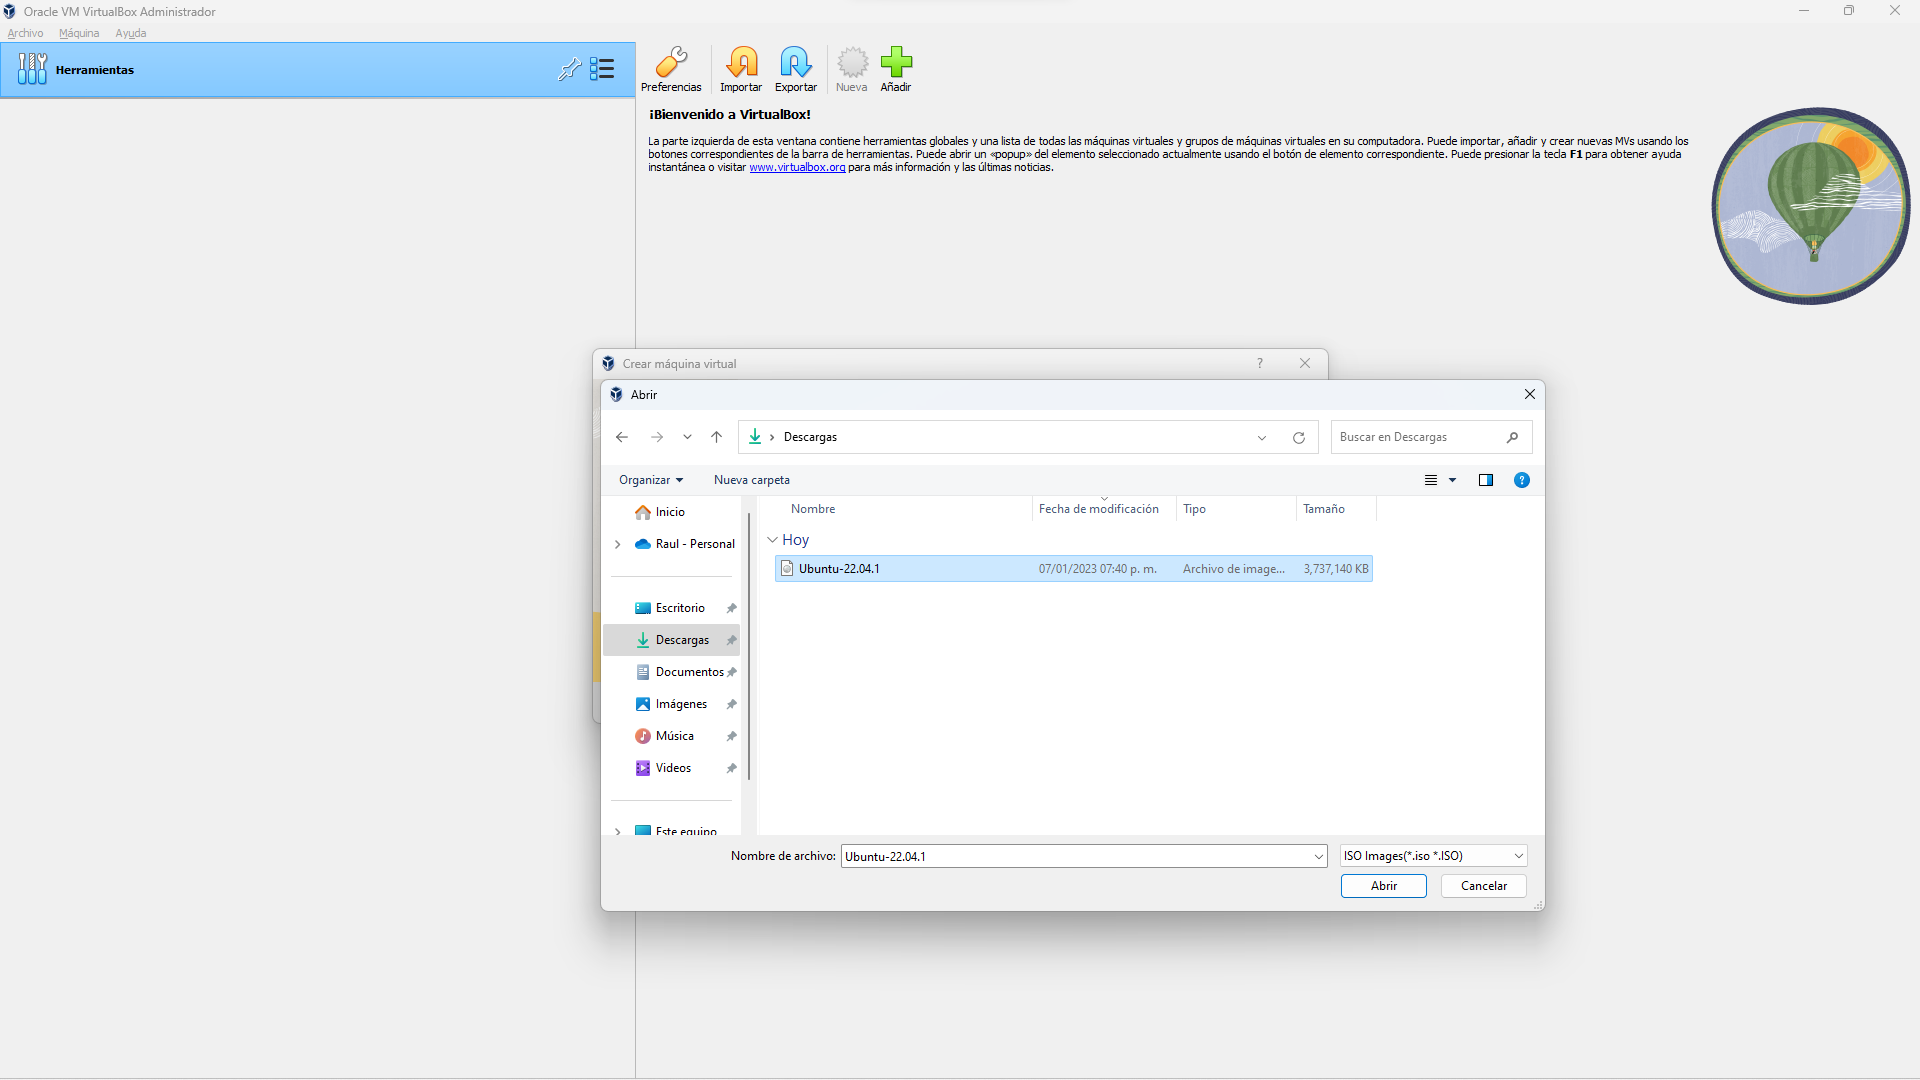 Oracle VM VirtualBox Administrador
Archivo Máquina Ayuda
Herramientas
Preferencias Importar Exportar Nueva Añadir
¡Bienvenido a VirtualBox!
La parte izquierda de esta ventana contiene herramientas globales y una lista de todas las máquinas virtuales y grupos de máquinas virtuales en su computadora. Puede importar, añadir y crear nuevas MVs usando los
botones correspondientes de la barra de herramientas. Puede abrir un «popup» del elemento seleccionado actualmente usando el botón de elemento correspondiente. Puede presionar la tecla F1 para obtener ayuda
instantánea o visitar www.virtualbox.org para más información y las últimas noticias.
Crear máquina virtual ?
Abrir
Descargas
Buscar en Descargas
Organizar Nueva carpeta ?
Nombre Fecha de modificación Tipo Tamaño
Inicio
Raul - Personal
Escritorio
Descargas
Documentos
Imágenes
Música
Videos
Este equipo
Hoy
Ubuntu-22.04.1 07/01/2023 07:40 p. m. Archivo de image... 3,737,140 KB
Nombre de archivo: Ubuntu-22.04.1 ISO Images(*.iso *.ISO)
Abrir Cancelar